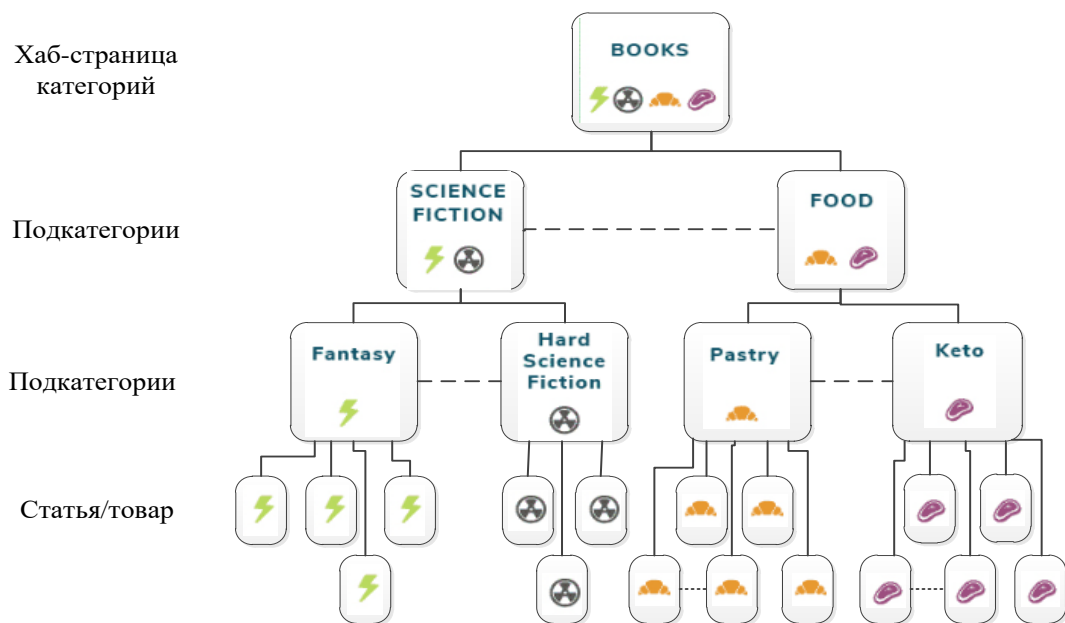 Хаб-страница
категорий
BOOKS
Подкатегории
SCIENCE
FICTION
FOOD
Подкатегории
Fantasy
Hard
Science
Fiction
Pastry
Keto
Статья/товар